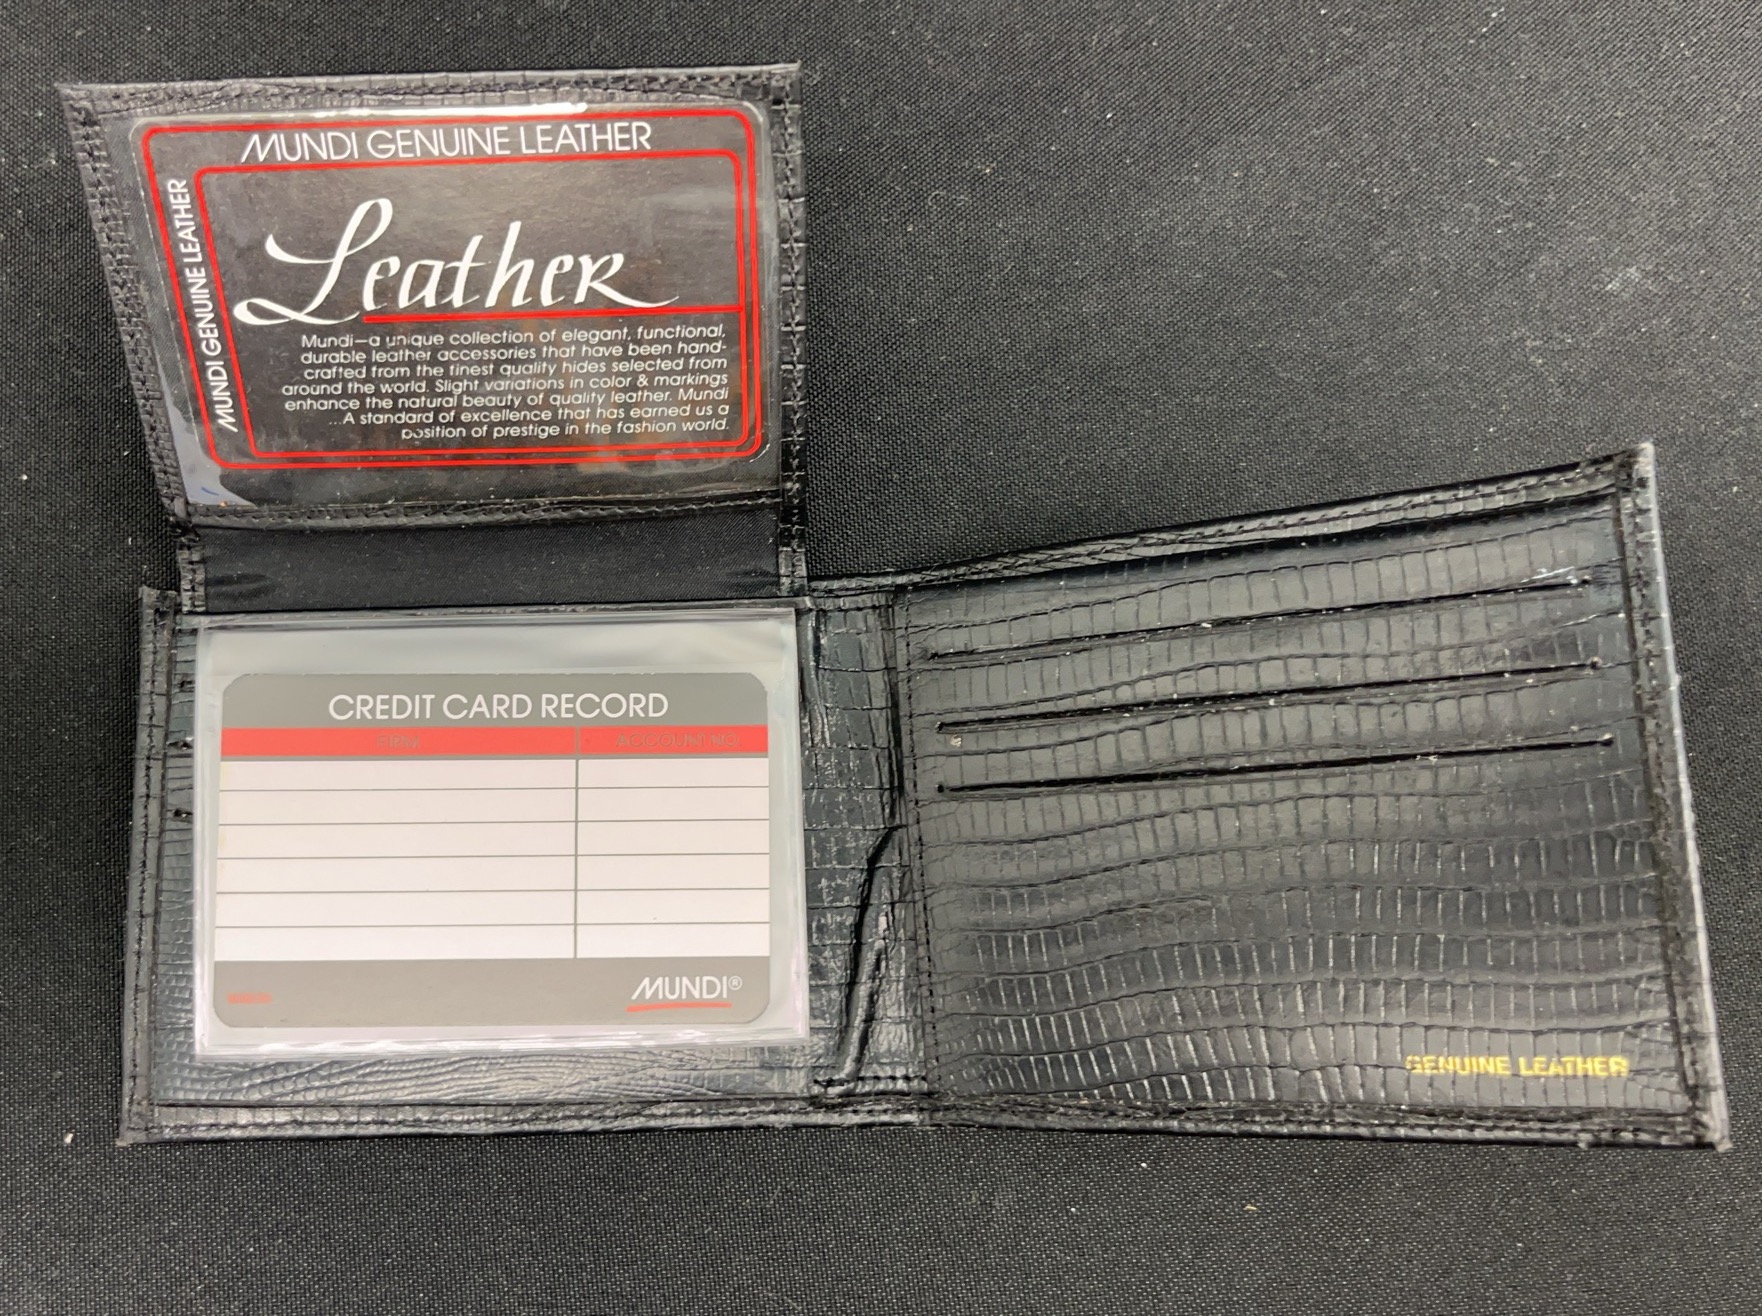 MUNDI GENUINE LEATHER
MUNDI GENUINE LEATHER
Leather
Mundi—a unique collection of elegant, functional,
durable leather accessories that have been hand-
crafted from the finest quality hides selected from
around the world. Slight variations in color & markings
enhance the natural beauty of quality leather. Mundi
...A standard of excellence that has earned us a
position of prestige in the fashion world.
CREDIT CARD RECORD
FIRM ACCOUNT NO.
MUNDI®
GENUINE LEATHER